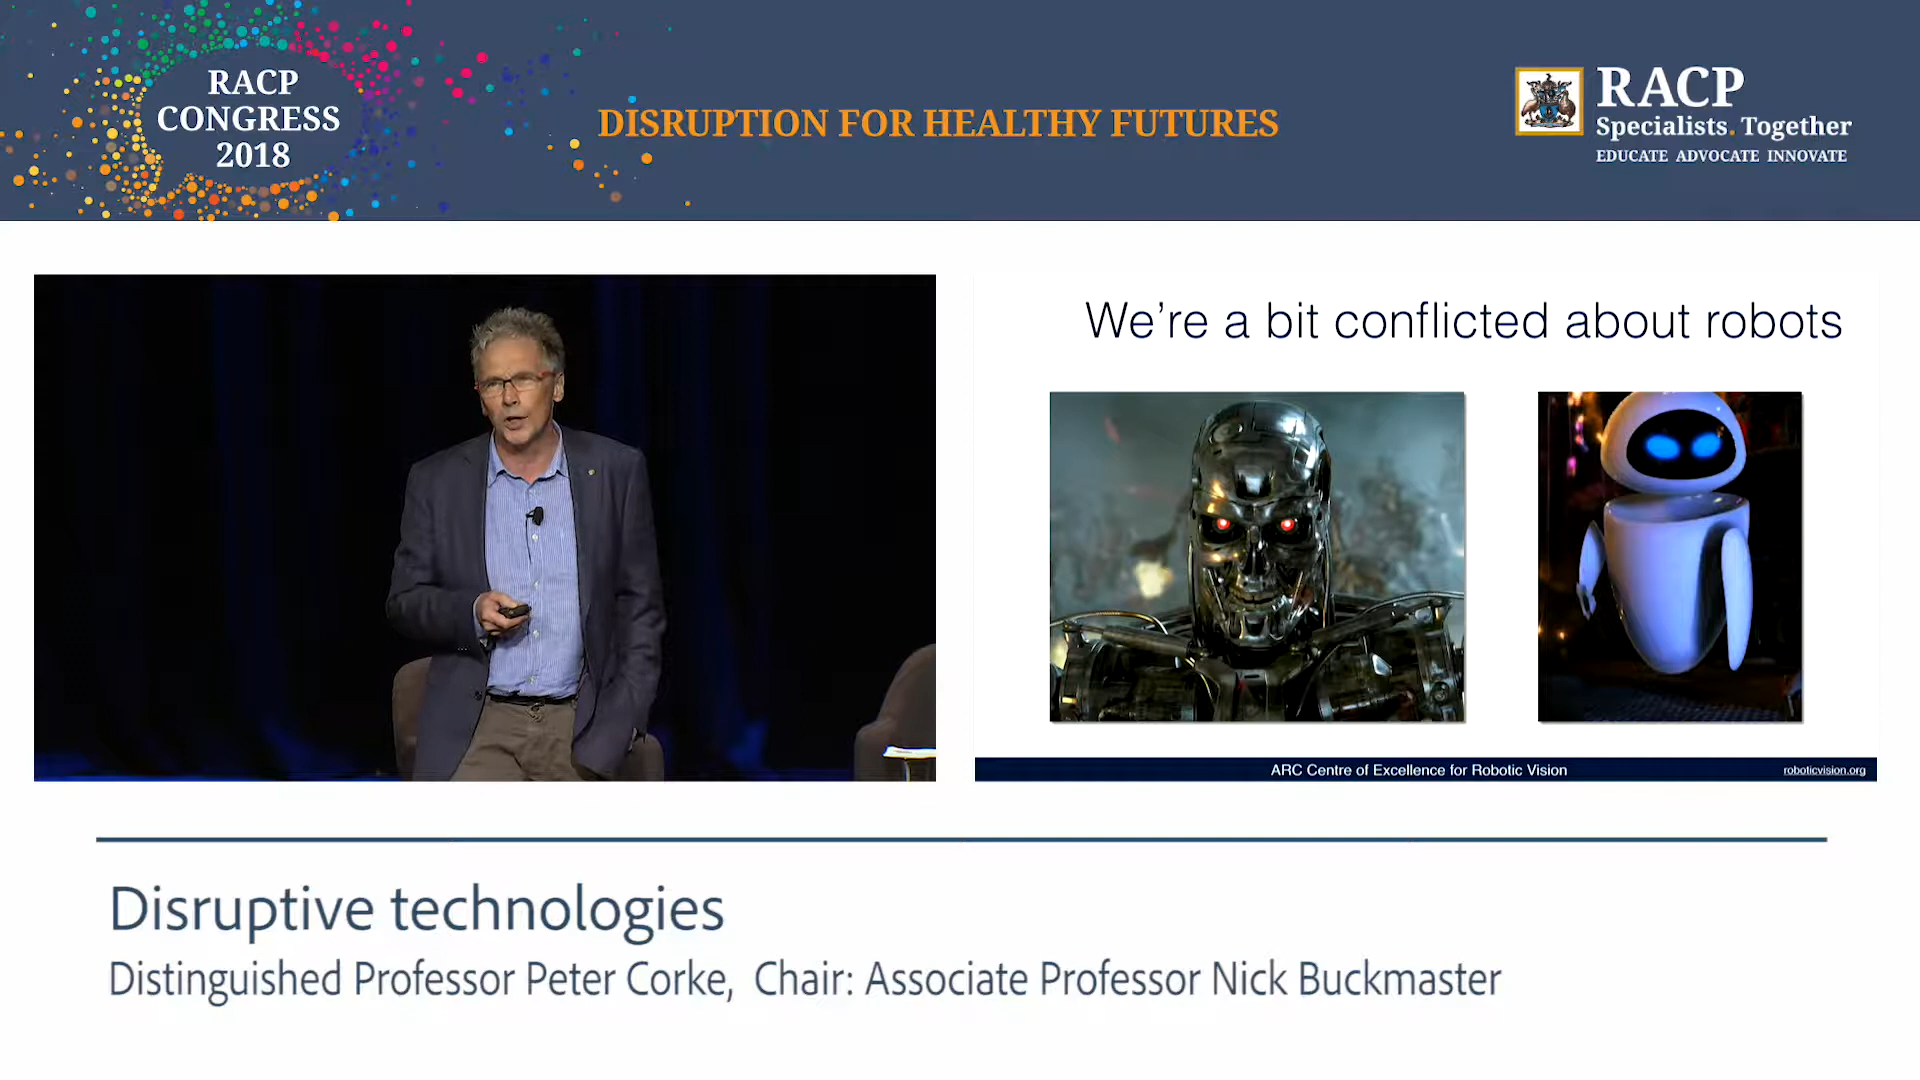 RACP
CONGRESS
2018
DISRUPTION FOR HEALTHY FUTURES
RACP
Specialists. Together
EDUCATE ADVOCATE INNOVATE
We’re a bit conflicted about robots
ARC Centre of Excellence for Robotic Vision
roboticvision.org
Disruptive technologies
Distinguished Professor Peter Corke, Chair: Associate Professor Nick Buckmaster